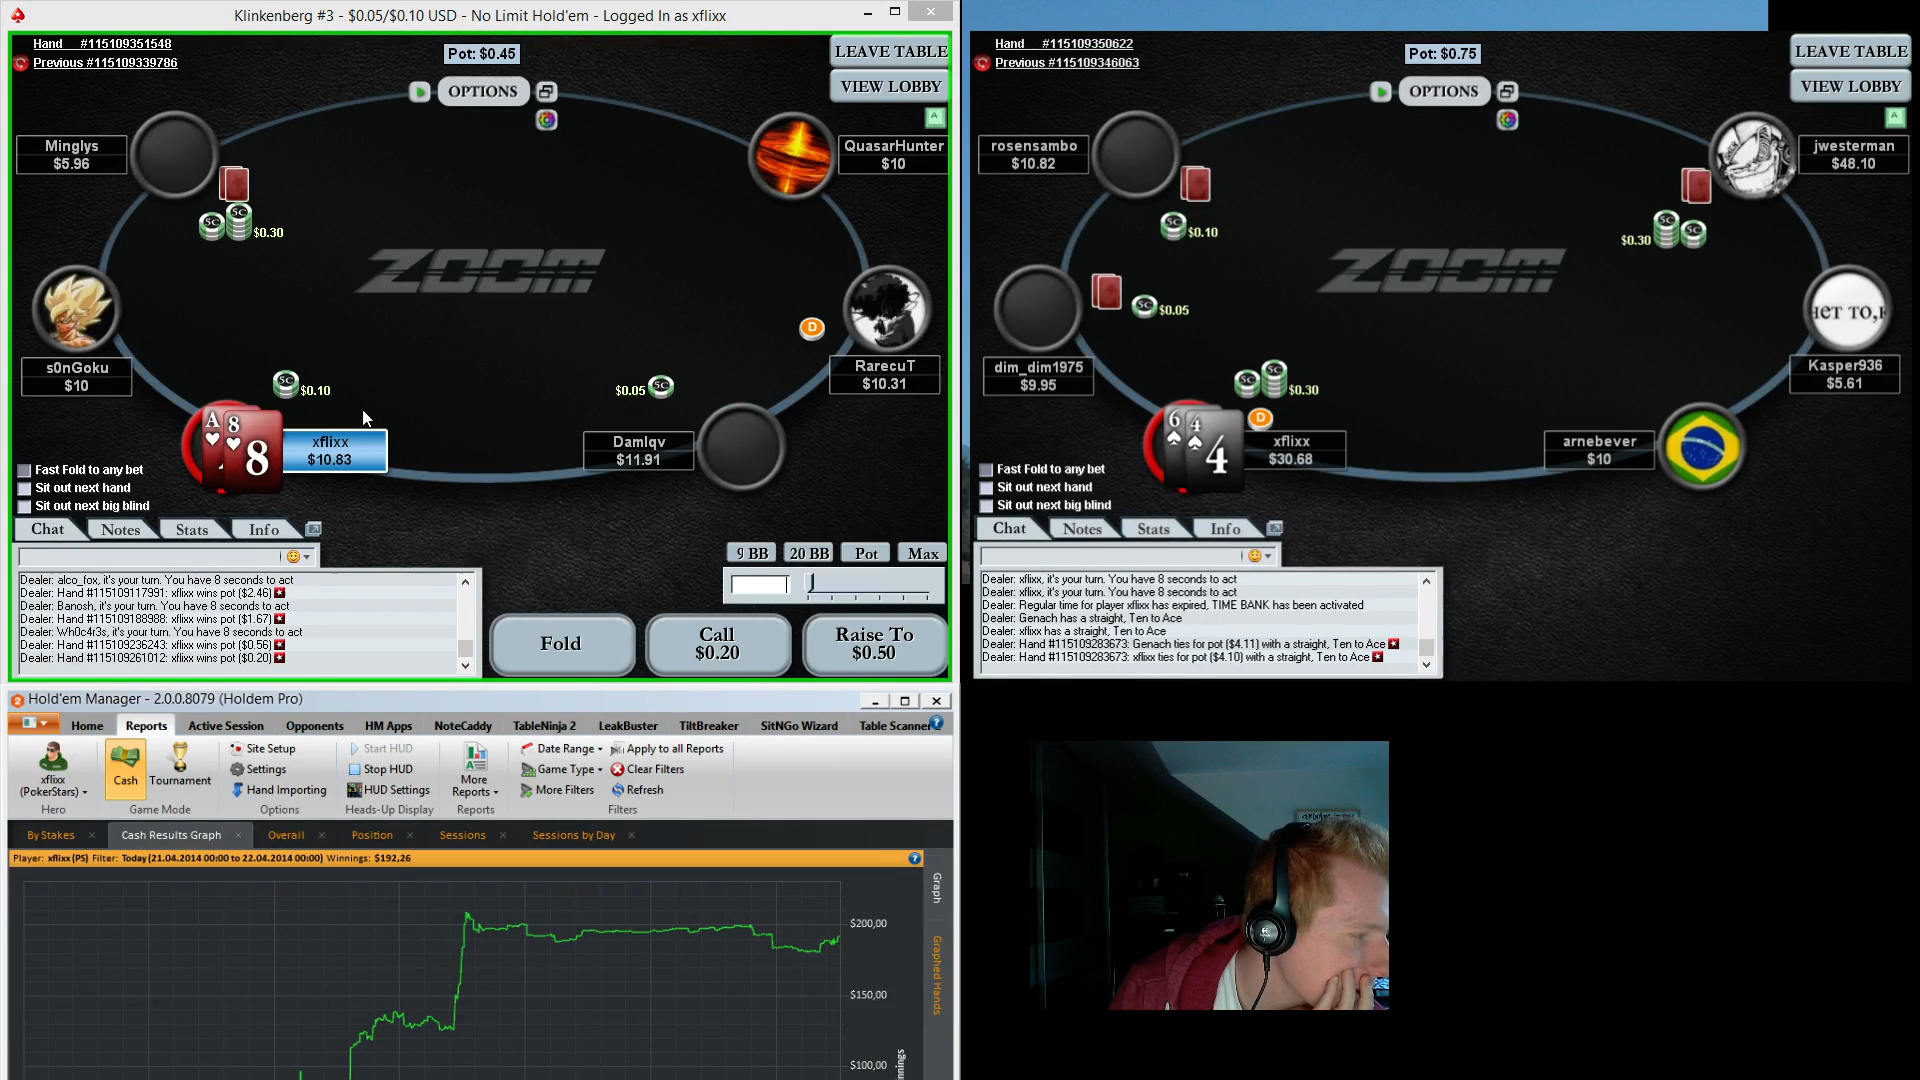 Klinkenberg #3 - $0.05/$0.10 USD - No Limit Hold'em - Logged In as xflixx
Hand #115109351548
Previous #115109339786
Pot: $0.45
LEAVE TABLE
VIEW LOBBY
OPTIONS
A
Minglys
$5.96
QuasarHunter
$10
$0.30
ZOOM
s0nGoku
$10
D
RarecuT
$10.31
5C
$0.10
$0.05
5C
A
8
8
xflixx
$10.83
Damlqv
$11.91
Fast Fold to any bet
Sit out next hand
Sit out next big blind
Chat
Notes
Stats
Info
9 BB
20 BB
Pot
Max
Dealer: alco_fox, it's your turn. You have 8 seconds to act
Dealer: Hand #115109117991: xflixx wins pot ($2.46)
Dealer: Banosh, it's your turn. You have 8 seconds to act
Dealer: Hand #115109188988: xflixx wins pot ($1.67)
Dealer: Wh0c4r3s, it's your turn. You have 8 seconds to act
Dealer: Hand #115109236243: xflixx wins pot ($0.56)
Dealer: Hand #115109261012: xflixx wins pot ($0.20)
Fold
Call
$0.20
Raise To
$0.50
Hand #115109350622
Previous #115109346063
Pot: $0.75
LEAVE TABLE
VIEW LOBBY
OPTIONS
A
rosensambo
$10.82
jwesterman
$48.10
$0.10
$0.30
ZOOM
$0.05
нет то,к
dim_dim1975
$9.95
Kasper936
$5.61
$0.30
D
6
4
4
xflixx
$30.68
arnebever
$10
Fast Fold to any bet
Sit out next hand
Sit out next big blind
Chat
Notes
Stats
Info
Dealer: xflixx, it's your turn. You have 8 seconds to act
Dealer: xflixx, it's your turn. You have 8 seconds to act
Dealer: Regular time for player xflixx has expired, TIME BANK has been activated
Dealer: Genach has a straight, Ten to Ace
Dealer: xflixx has a straight, Ten to Ace
Dealer: Hand #115109283673: Genach ties for pot ($4.11) with a straight, Ten to Ace
Dealer: Hand #115109283673: xflixx ties for pot ($4.10) with a straight, Ten to Ace
Hold'em Manager - 2.0.0.8079 (Holdem Pro)
Home
Reports
Active Session
Opponents
HM Apps
NoteCaddy
TableNinja 2
LeakBuster
TiltBreaker
SitNGo Wizard
Table Scanner
xflixx
(PokerStars)
Hero
Cash
Tournament
Game Mode
Site Setup
Settings
Hand Importing
Options
Start HUD
Stop HUD
HUD Settings
Heads-Up Display
More
Reports
Reports
Date Range
Game Type
More Filters
Apply to all Reports
Clear Filters
Refresh
Filters
By Stakes
Cash Results Graph
Overall
Position
Sessions
Sessions by Day
Player: xflixx (PS) Filter: Today (21.04.2014 00:00 to 22.04.2014 00:00) Winnings: $192,26
Graph
Graphed Hands
$200,00
$150,00
$100,00